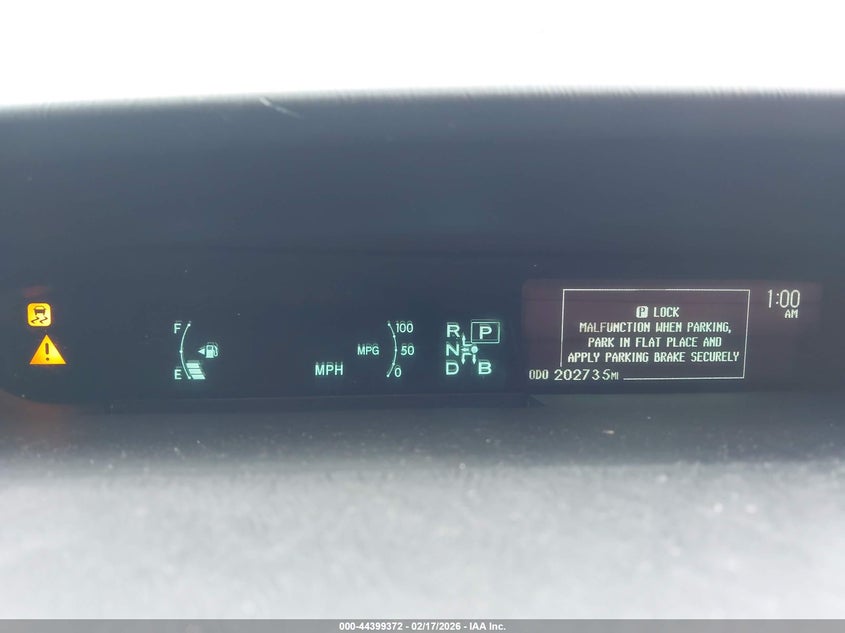 F
E
MPH
MPG
100
50
0
R P
N
D B
1:00
AM
P LOCK
MALFUNCTION WHEN PARKING,
PARK IN FLAT PLACE AND
APPLY PARKING BRAKE SECURELY
ODO 202735MI
000-44399372 - 02/17/2026 - IAA Inc.